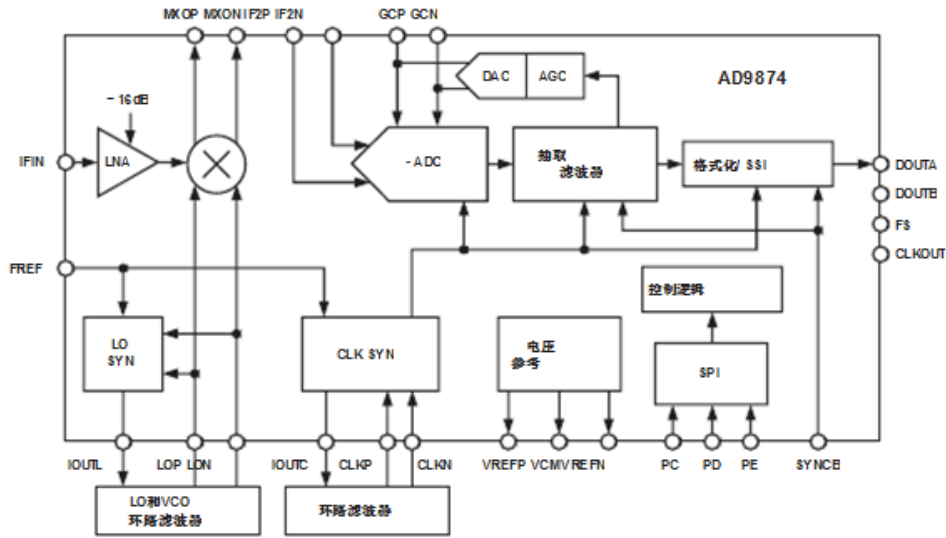 MXOP MXON IF2P IF2N
GCP GCN
DAC
AGC
AD9874
-16dB
IFIN
LNA
-ADC
抽取
滤波器
格式化/ SSI
DOUTA
DOUTB
FS
CLKOUT
FREF
控制逻辑
LO
SYN
CLK SYN
电压
参考
SPI
IOUTL
LOP LON
IOUTC
CLKP
CLKN
VREFP
VCM
VREFN
PC
PD
PE
SYNCB
LO和VCO
环路滤波器
环路滤波器